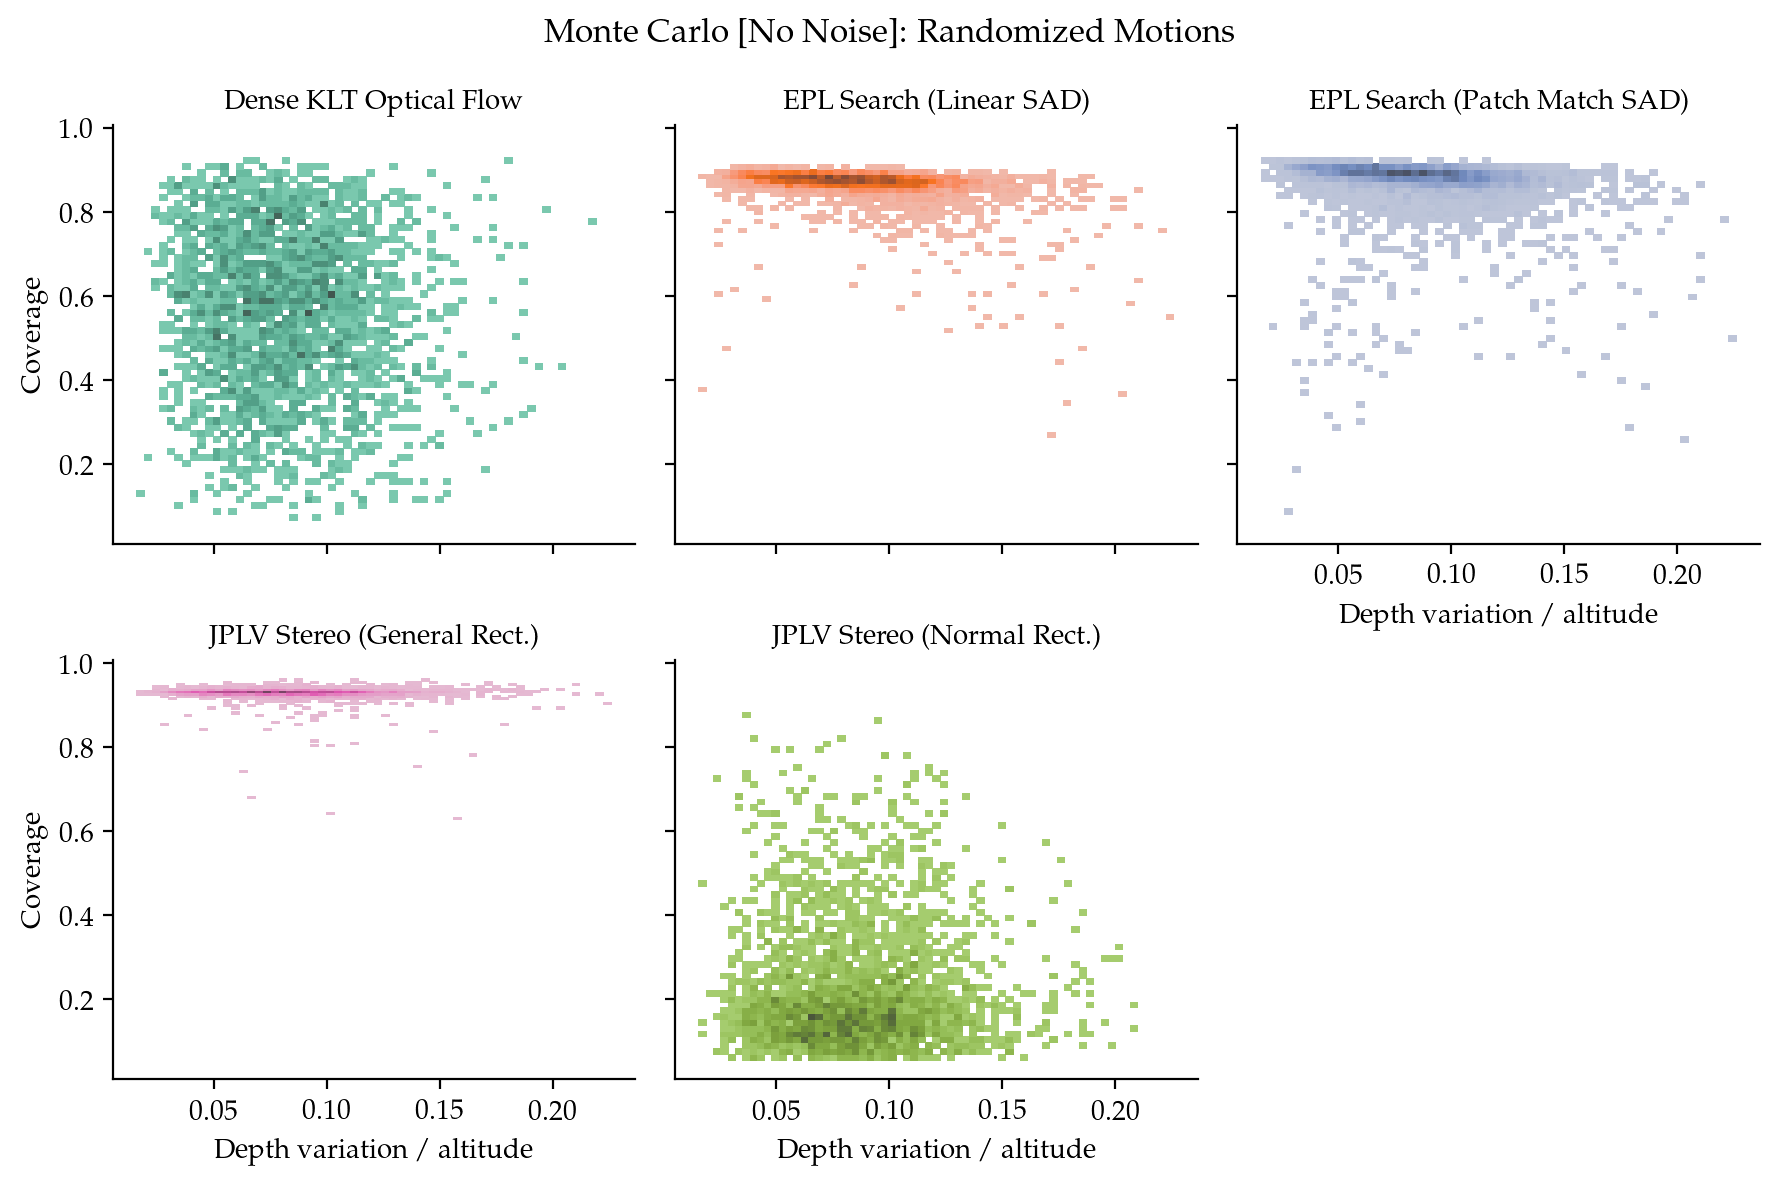 Monte Carlo [No Noise]: Randomized Motions
Dense KLT Optical Flow
EPL Search (Linear SAD)
EPL Search (Patch Match SAD)
1.0
0.8
0.6
0.4
0.2
Coverage
0.05 0.10 0.15 0.20
Depth variation / altitude
JPLV Stereo (General Rect.)
JPLV Stereo (Normal Rect.)
1.0
0.8
0.6
0.4
0.2
Coverage
0.05 0.10 0.15 0.20
Depth variation / altitude
0.05 0.10 0.15 0.20
Depth variation / altitude